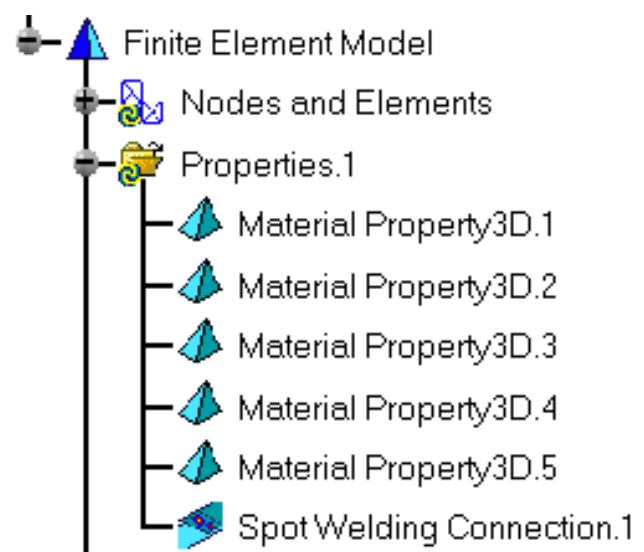 Finite Element Model
Nodes and Elements
Properties.1
Material Property3D.1
Material Property3D.2
Material Property3D.3
Material Property3D.4
Material Property3D.5
Spot Welding Connection.1